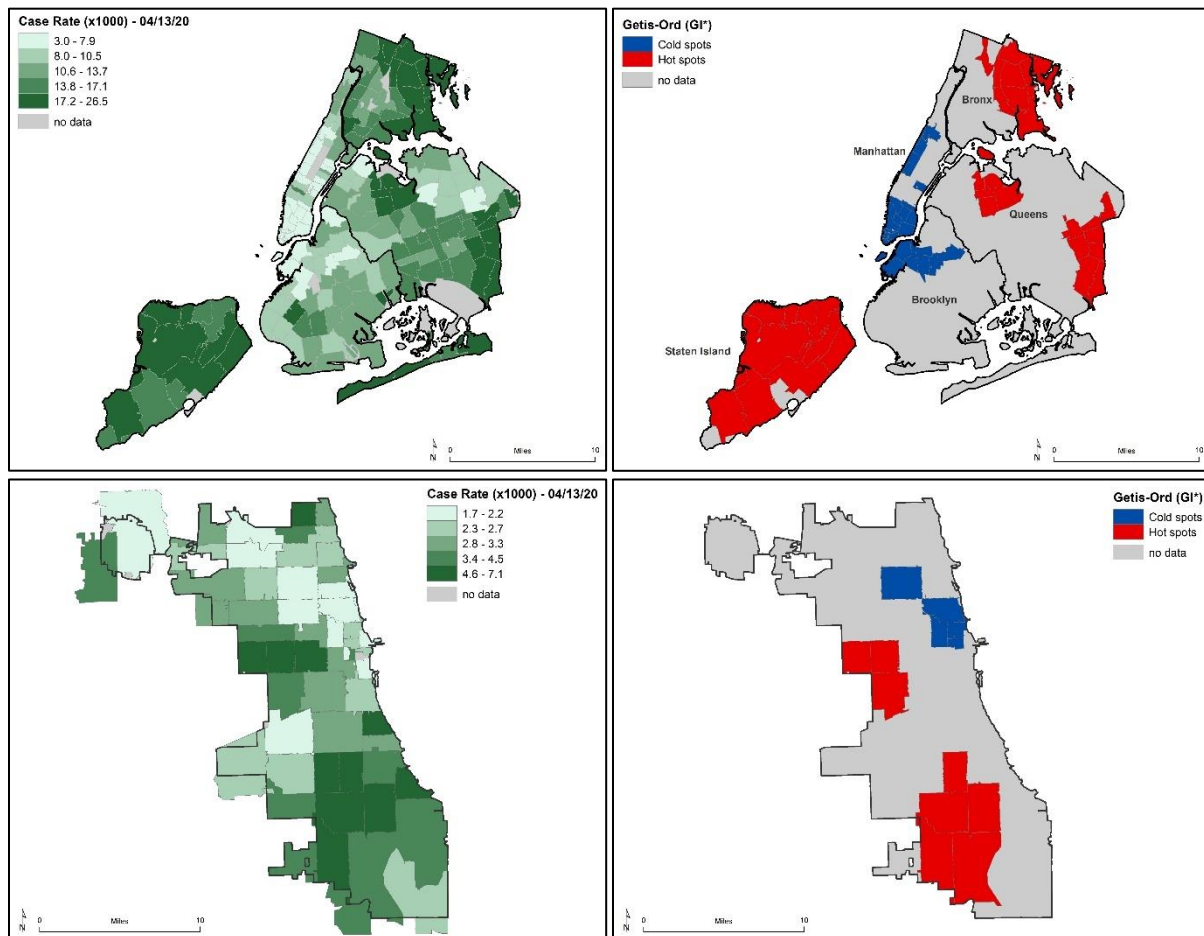 Case Rate (x1000) - 04/13/20
3.0 - 7.9
8.0 - 10.5
10.6 - 13.7
13.8 - 17.1
17.2 - 26.5
no data
N
0
Miles
10
Getis-Ord (GI*)
Cold spots
Hot spots
no data
Bronx
Manhattan
Queens
Brooklyn
Staten Island
N
0
Miles
10
Case Rate (x1000) - 04/13/20
1.7 - 2.2
2.3 - 2.7
2.8 - 3.3
3.4 - 4.5
4.6 - 7.1
no data
N
0
Miles
10
Getis-Ord (GI*)
Cold spots
Hot spots
no data
N
0
Miles
10